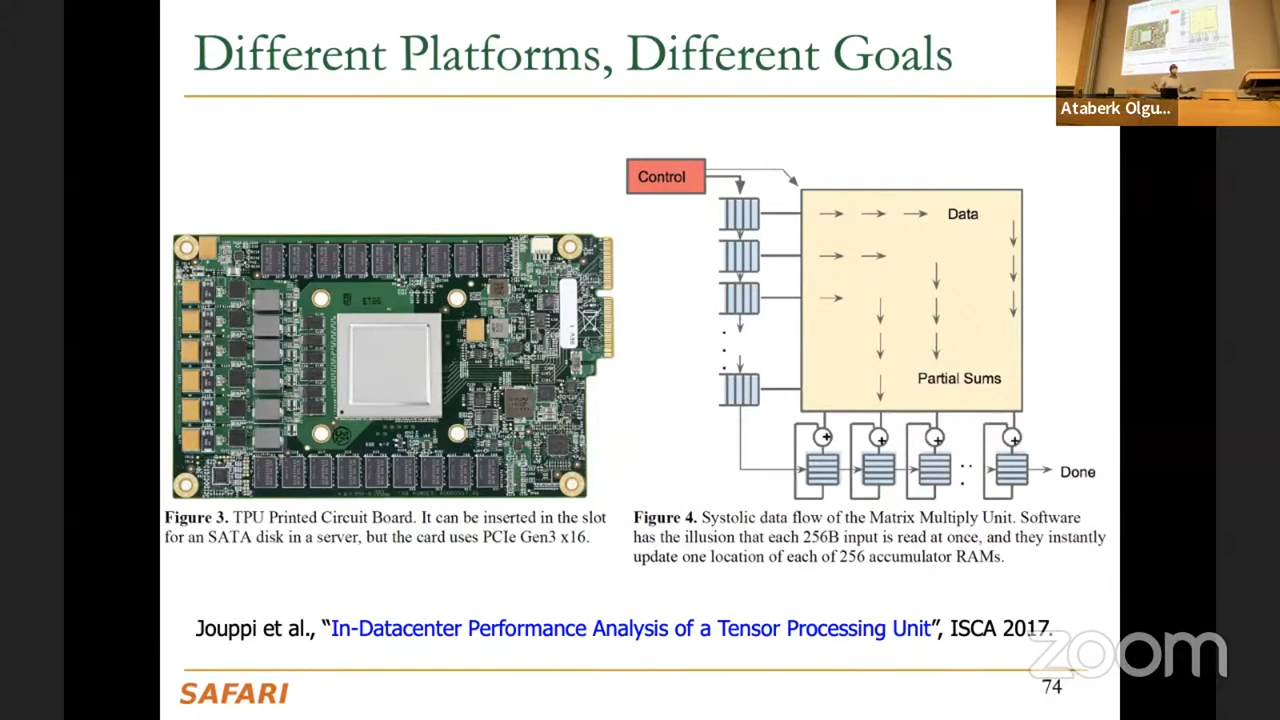 Different Platforms, Different Goals
Ataberk Olgu...
Control
Data
Partial Sums
Done
Figure 3. TPU Printed Circuit Board. It can be inserted in the slot
for an SATA disk in a server, but the card uses PCIe Gen3 x16.
Figure 4. Systolic data flow of the Matrix Multiply Unit. Software
has the illusion that each 256B input is read at once, and they instantly
update one location of each of 256 accumulator RAMs.
Jouppi et al., “In-Datacenter Performance Analysis of a Tensor Processing Unit”, ISCA 2017.
zoom
SAFARI
74